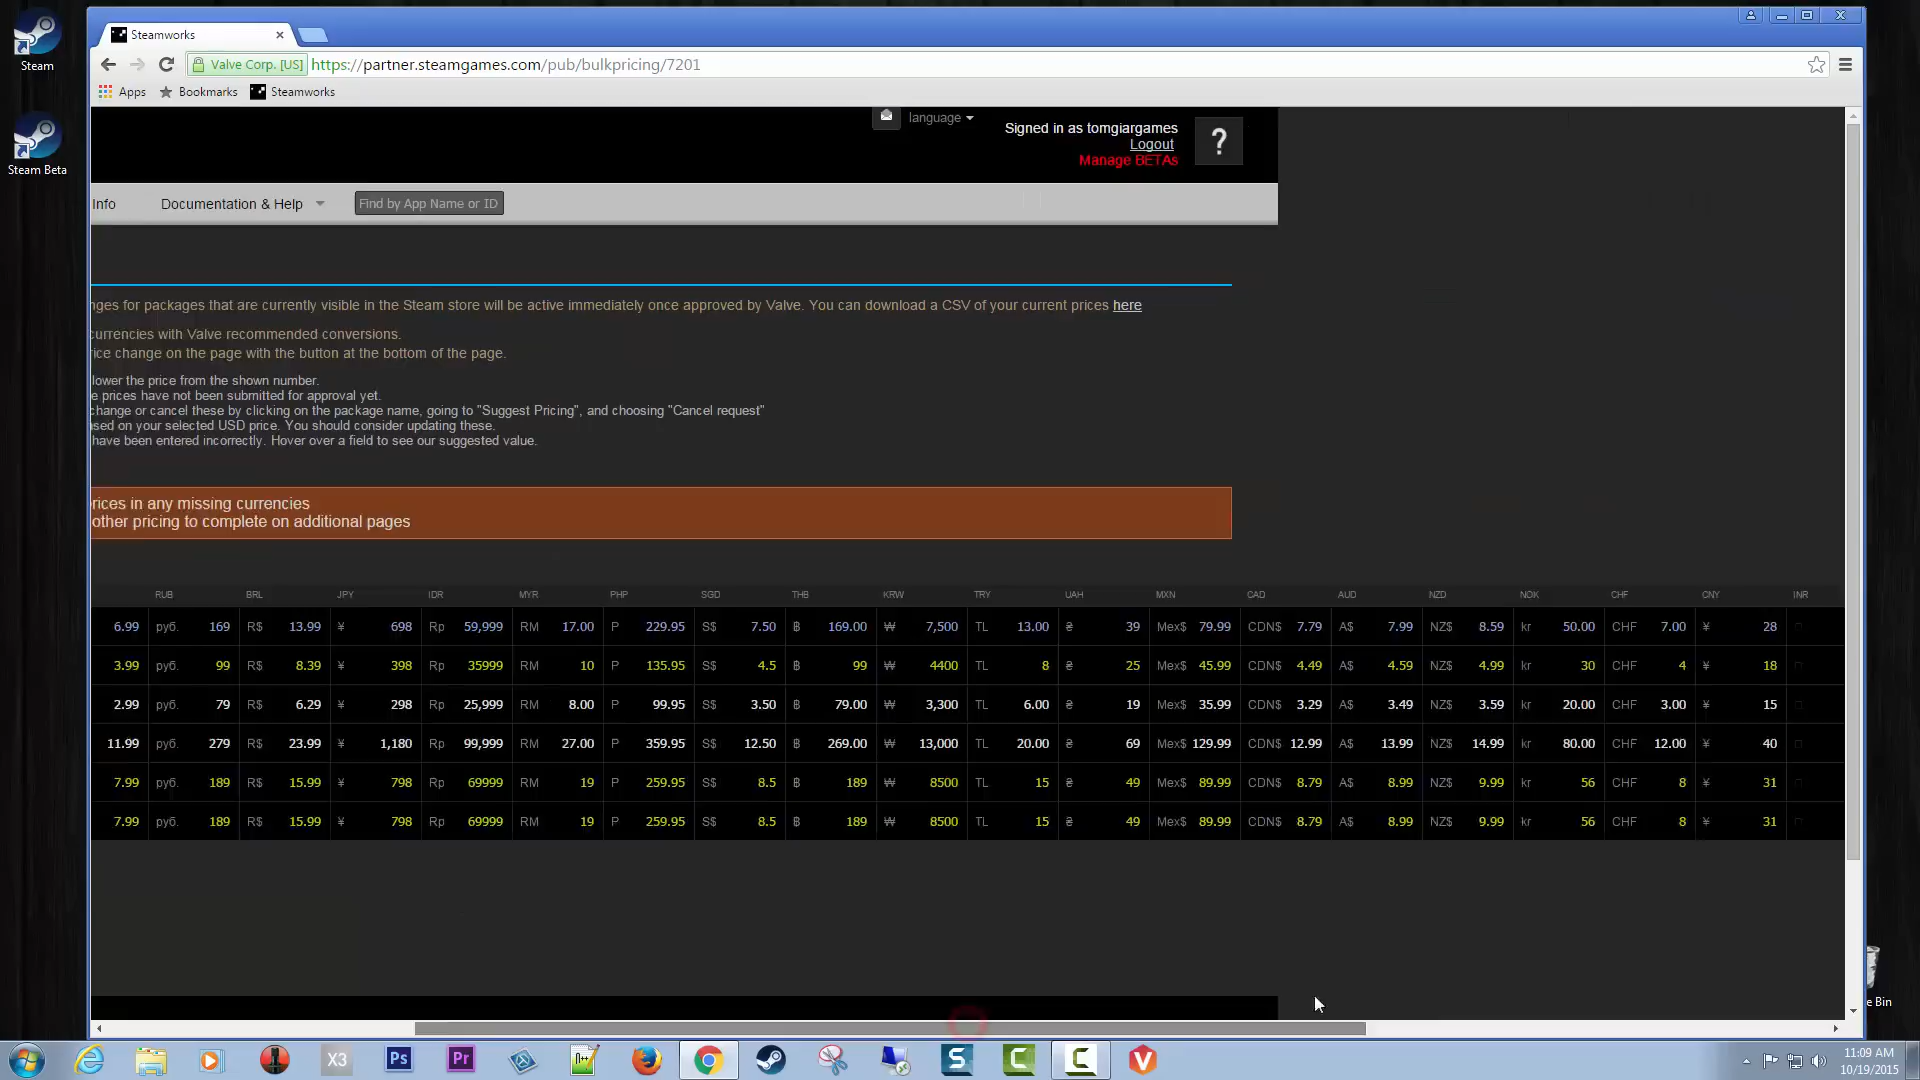 Steam
Steam Beta
Steamworks
Valve Corp. [US]
https://partner.steamgames.com/pub/bulkpricing/7201
Apps
Bookmarks
Steamworks
language
Signed in as tomgiargames
Logout
Manage BETAs
?
Info
Documentation & Help
Find by App Name or ID
nges for packages that are currently visible in the Steam store will be active immediately once approved by Valve. You can download a CSV of your current prices here
currencies with Valve recommended conversions.
rice change on the page with the button at the bottom of the page.
lower the price from the shown number.
e prices have not been submitted for approval yet.
change or cancel these by clicking on the package name, going to "Suggest Pricing", and choosing "Cancel request"
sed on your selected USD price. You should consider updating these.
have been entered incorrectly. Hover over a field to see our suggested value.
rices in any missing currencies
other pricing to complete on additional pages
RUB BRL JPY IDR MYR PHP SGD THB KRW TRY UAH MXN CAD AUD NZD NOK CHF CNY INR
6.99 руб. 169 R$ 13.99 ¥ 698 Rp 59,999 RM 17.00 P 229.95 S$ 7.50 ฿ 169.00 ₩ 7,500 TL 13.00 ₴ 39 Mex$ 79.99 CDN$ 7.79 A$ 7.99 NZ$ 8.59 kr 50.00 CHF 7.00 ¥ 28
3.99 руб. 99 R$ 8.39 ¥ 398 Rp 35999 RM 10 P 135.95 S$ 4.5 ฿ 99 ₩ 4400 TL 8 ₴ 25 Mex$ 45.99 CDN$ 4.49 A$ 4.59 NZ$ 4.99 kr 30 CHF 4 ¥ 18
2.99 руб. 79 R$ 6.29 ¥ 298 Rp 25,999 RM 8.00 P 99.95 S$ 3.50 ฿ 79.00 ₩ 3,300 TL 6.00 ₴ 19 Mex$ 35.99 CDN$ 3.29 A$ 3.49 NZ$ 3.59 kr 20.00 CHF 3.00 ¥ 15
11.99 руб. 279 R$ 23.99 ¥ 1,180 Rp 99,999 RM 27.00 P 359.95 S$ 12.50 ฿ 269.00 ₩ 13,000 TL 20.00 ₴ 69 Mex$ 129.99 CDN$ 12.99 A$ 13.99 NZ$ 14.99 kr 80.00 CHF 12.00 ¥ 40
7.99 руб. 189 R$ 15.99 ¥ 798 Rp 69999 RM 19 P 259.95 S$ 8.5 ฿ 189 ₩ 8500 TL 15 ₴ 49 Mex$ 89.99 CDN$ 8.79 A$ 8.99 NZ$ 9.99 kr 56 CHF 8 ¥ 31
7.99 руб. 189 R$ 15.99 ¥ 798 Rp 69999 RM 19 P 259.95 S$ 8.5 ฿ 189 ₩ 8500 TL 15 ₴ 49 Mex$ 89.99 CDN$ 8.79 A$ 8.99 NZ$ 9.99 kr 56 CHF 8 ¥ 31
e Bin
X3
Ps
Pr
11:09 AM
10/19/2015